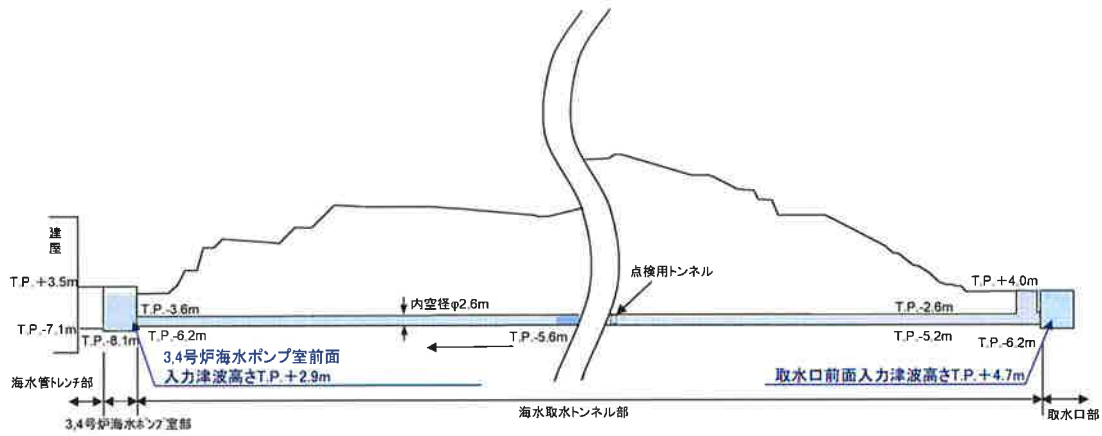 点検用トンネル
建屋
T.P.+3.5m
T.P.+4.0m
T.P.-3.6m
内空径φ2.6m
T.P.-2.6m
T.P.-7.1m
T.P.-8.1m
T.P.-6.2m
T.P.-5.6m
T.P.-5.2m
T.P.-6.2m
3,4号炉海水ポンプ室前面
入力津波高さT.P.+2.9m
取水口前面入力津波高さT.P.+4.7m
海水管トレンチ部
3,4号炉海水ポンプ室部
海水取水トンネル部
取水口部